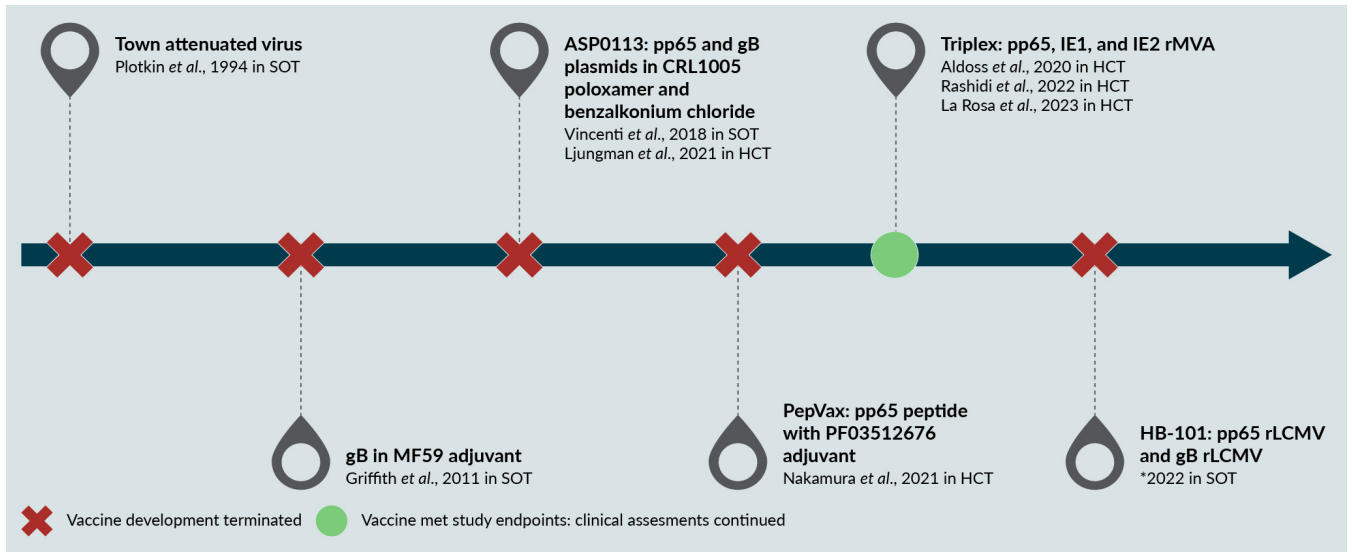 Town attenuated virus
Plotkin et al., 1994 in SOT
ASP0113: pp65 and gB
plasmids in CRL1005
poloxamer and
benzalkonium chloride
Vincenti et al., 2018 in SOT
Ljungman et al., 2021 in HCT
Triplex: pp65, IE1, and IE2 rMVA
Aldoss et al., 2020 in HCT
Rashidi et al., 2022 in HCT
La Rosa et al., 2023 in HCT
gB in MF59 adjuvant
Griffith et al., 2011 in SOT
PepVax: pp65 peptide
with PF03512676
adjuvant
Nakamura et al., 2021 in HCT
HB-101: pp65 rLCMV
and gB rLCMV
*2022 in SOT
Vaccine development terminated
Vaccine met study endpoints: clinical assesments continued